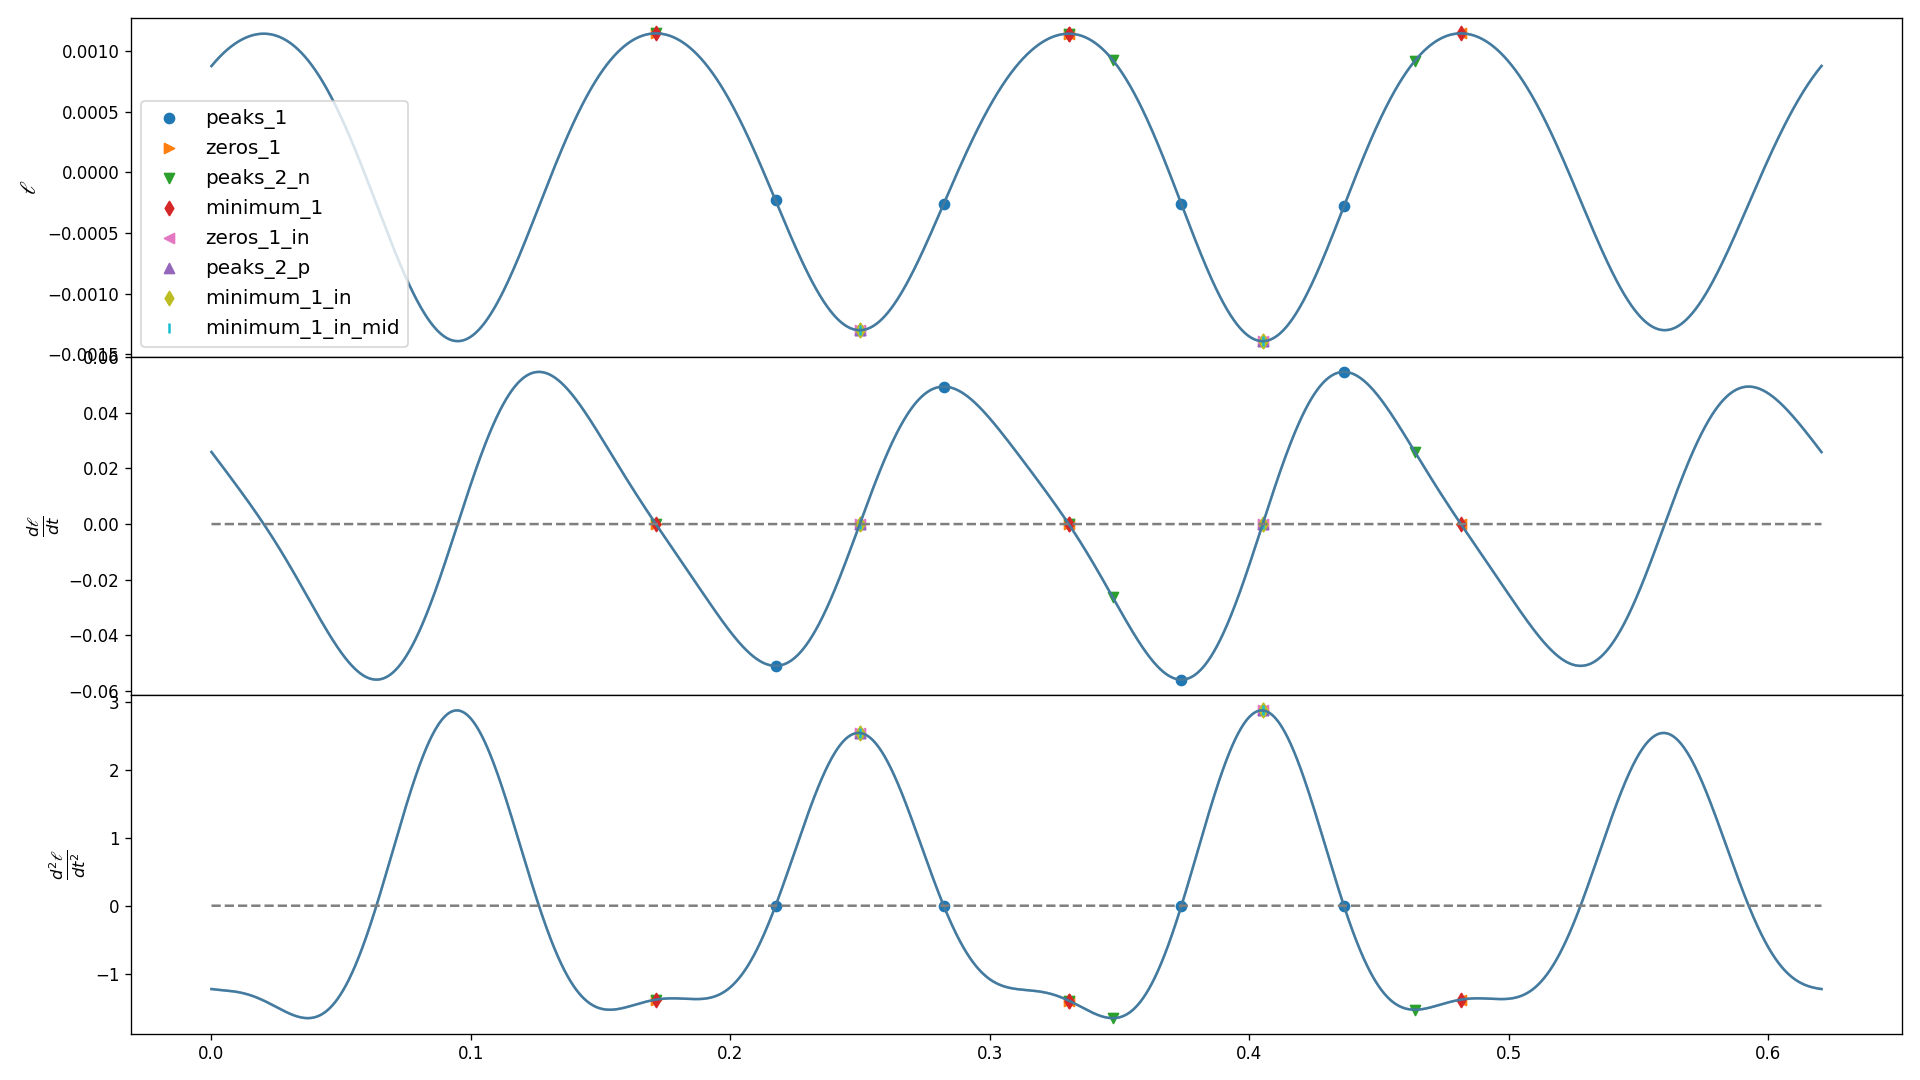 0.0010
0.0005
0.0000
−0.0005
−0.0010
−0.0015
ℓ
peaks_1
zeros_1
peaks_2_n
minimum_1
zeros_1_in
peaks_2_p
minimum_1_in
minimum_1_in_mid
0.06
0.04
0.02
0.00
−0.02
−0.04
−0.06
dℓ/dt
3
2
1
0
−1
d²ℓ/dt²
0.0 0.1 0.2 0.3 0.4 0.5 0.6